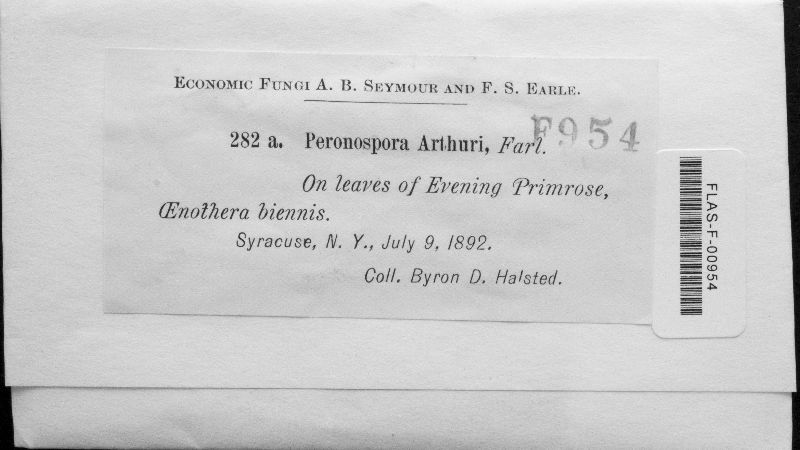 Economic Fungi A. B. Seymour and F. S. Earle.
F954
282 a. Peronospora Arthuri, Farl.
On leaves of Evening Primrose,
Œnothera biennis.
Syracuse, N. Y., July 9, 1892.
Coll. Byron D. Halsted.
FLAS-F-00954